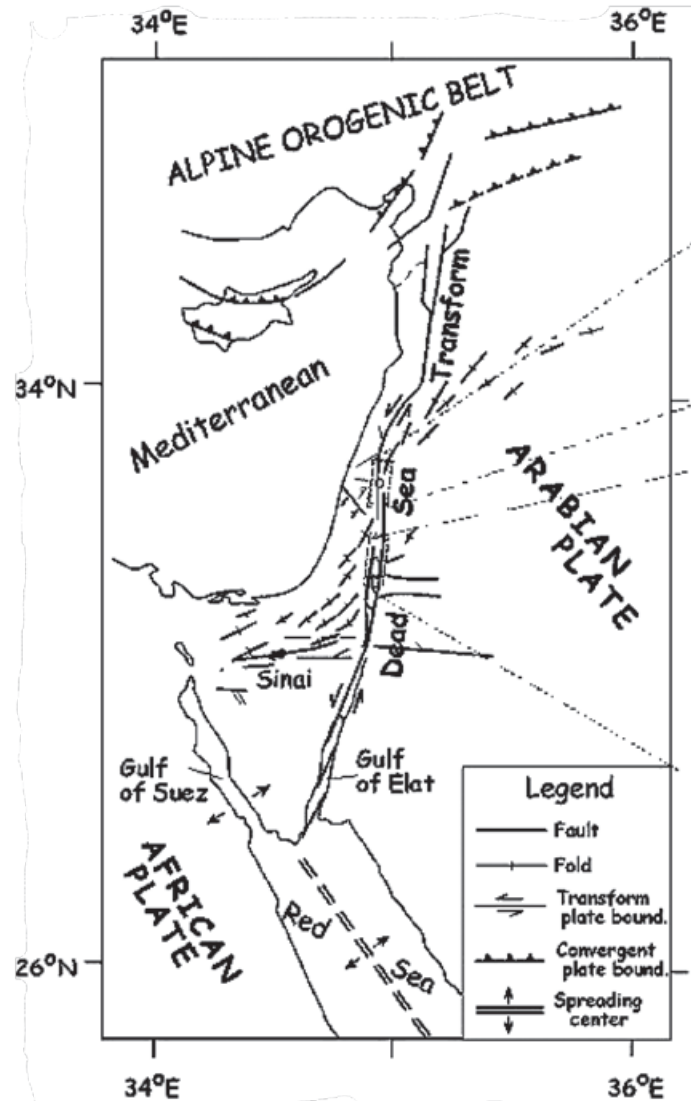 34°E
36°E
ALPINE OROGENIC BELT
Transform
34°N
Mediterranean
Sea
ARABIAN
PLATE
Dead
Sinai
Gulf
of Suez
Gulf
of Elat
AFRICAN
PLATE
Red
Sea
26°N
Legend
Fault
Fold
Transform
plate bound.
Convergent
plate bound.
Spreading
center
34°E
36°E